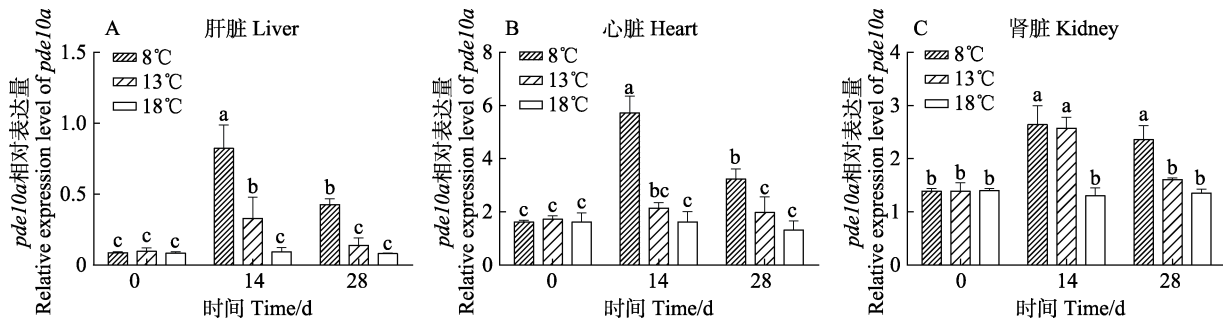 A
肝脏 Liver
pde10a相对表达量
Relative expression level of pde10a
1.5
1.0
0.5
0
8℃
13℃
18℃
c c c
a b c
b c c
0 14 28
时间 Time/d
B
心脏 Heart
pde10a相对表达量
Relative expression level of pde10a
8
6
4
2
0
8℃
13℃
18℃
c c c
a bc c
b c c
0 14 28
时间 Time/d
C
肾脏 Kidney
pde10a相对表达量
Relative expression level of pde10a
4
3
2
1
0
8℃
13℃
18℃
b b b
a a b
a b b
0 14 28
时间 Time/d